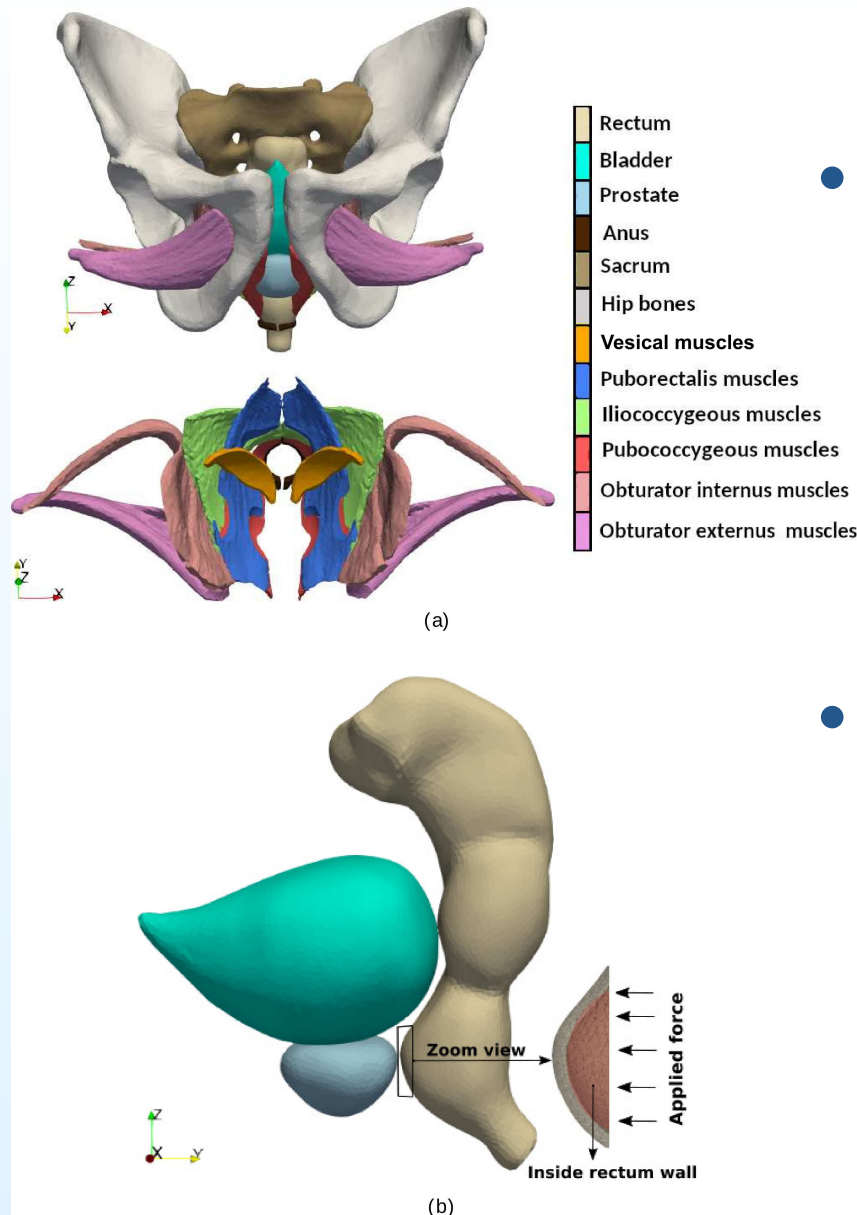 Rectum
Bladder
Prostate
Anus
Sacrum
Hip bones
Vesical muscles
Puborectalis muscles
Iliococcygeous muscles
Pubococcygeous muscles
Obturator internus muscles
Obturator externus muscles
Z
X
Y
Y
Z
X
(a)
Zoom view
Applied force
Inside rectum wall
Z
X
Y
(b)